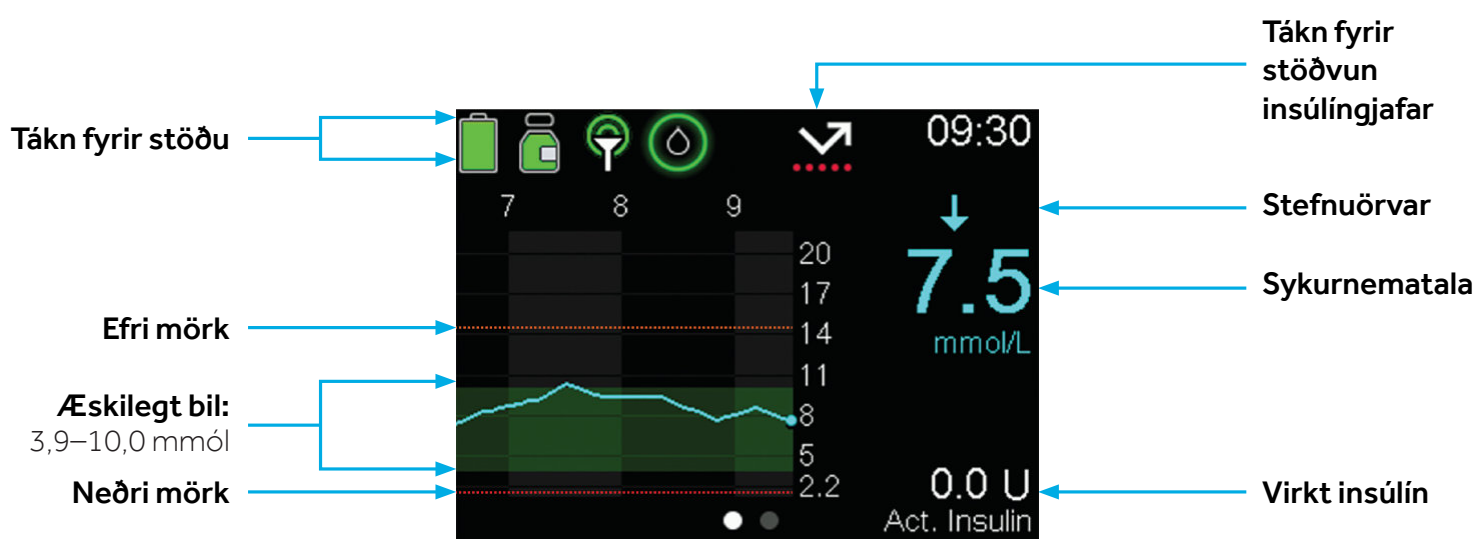 Tákn fyrir
stöðvun
insúlíngjafar
Tákn fyrir stöðu
09:30
7 8 9
Stefnuörvar
20
7.5
Sykurnematala
17
Efri mörk
14
mmol/L
11
Æskilegt bil:
3,9–10,0 mmól
8
5
Neðri mörk
2.2
0.0 U
Virkt insúlín
Act. Insulin